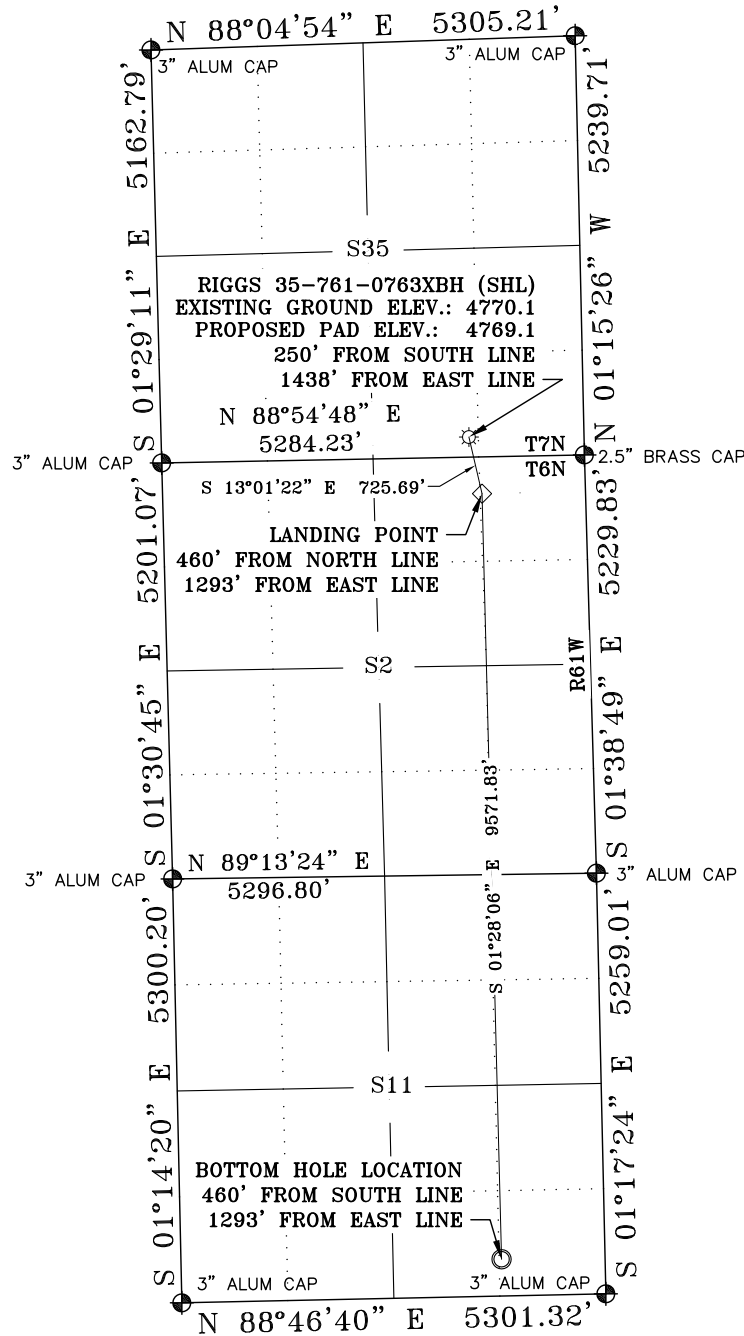 N 88°04'54" E 5305.21'
3" ALUM CAP
3" ALUM CAP
S 01°29'11" E 5162.79'
N 01°15'26" W 5239.71'
S35
RIGGS 35-761-0763XBH (SHL)
EXISTING GROUND ELEV.: 4770.1
PROPOSED PAD ELEV.: 4769.1
250' FROM SOUTH LINE
1438' FROM EAST LINE
N 88°54'48" E
5284.23'
T7N
T6N
3" ALUM CAP
2.5" BRASS CAP
S 13°01'22" E 725.69'
LANDING POINT
460' FROM NORTH LINE
1293' FROM EAST LINE
S 01°30'45" E 5201.07'
S 01°38'49" E 5229.83'
R61W
S2
S 01°28'06" E 9571.83'
N 89°13'24" E
5296.80'
3" ALUM CAP
3" ALUM CAP
S 01°14'20" E 5300.20'
S 01°17'24" E 5259.01'
S11
BOTTOM HOLE LOCATION
460' FROM SOUTH LINE
1293' FROM EAST LINE
3" ALUM CAP
3" ALUM CAP
N 88°46'40" E 5301.32'